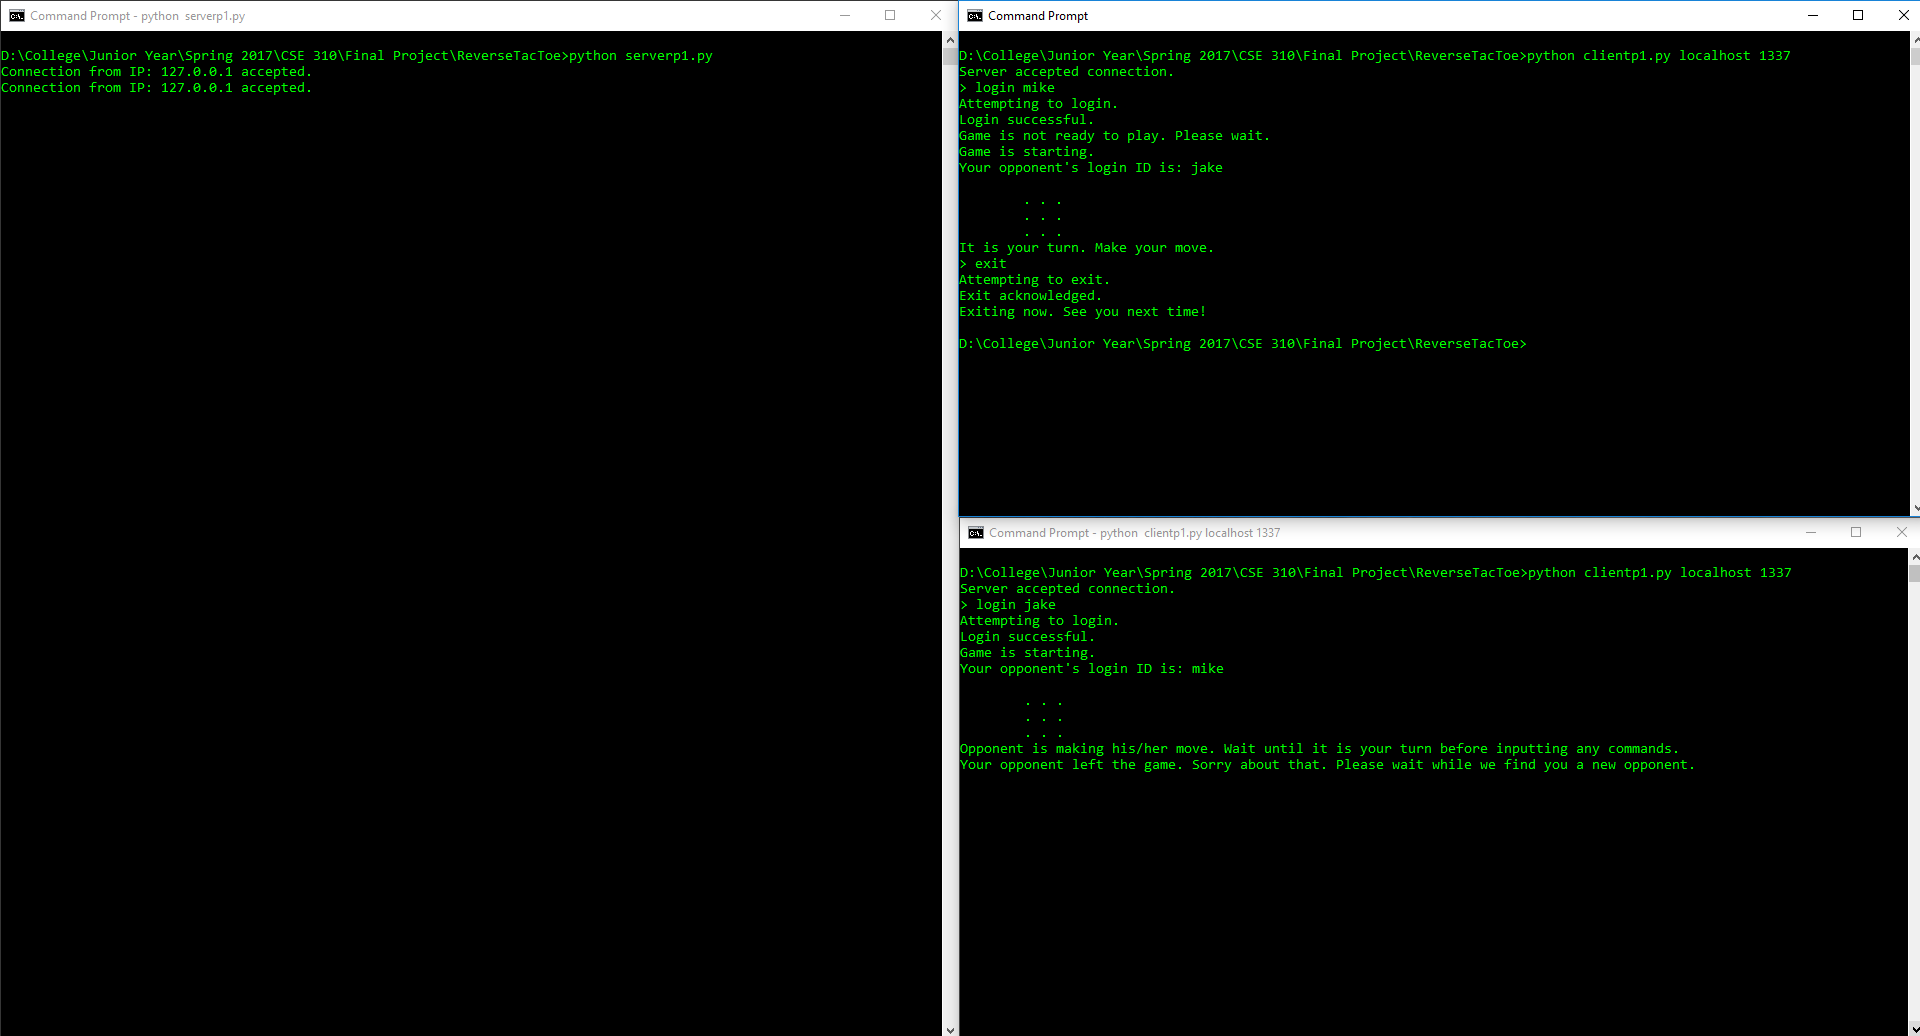 Command Prompt - python  serverp1.py
D:\College\Junior Year\Spring 2017\CSE 310\Final Project\ReverseTacToe>python serverp1.py
Connection from IP: 127.0.0.1 accepted.
Connection from IP: 127.0.0.1 accepted.
Command Prompt
D:\College\Junior Year\Spring 2017\CSE 310\Final Project\ReverseTacToe>python clientp1.py localhost 1337
Server accepted connection.
> login mike
Attempting to login.
Login successful.
Game is not ready to play. Please wait.
Game is starting.
Your opponent's login ID is: jake
. . .
. . .
. . .
It is your turn. Make your move.
> exit
Attempting to exit.
Exit acknowledged.
Exiting now. See you next time!
D:\College\Junior Year\Spring 2017\CSE 310\Final Project\ReverseTacToe>
Command Prompt - python  clientp1.py localhost 1337
D:\College\Junior Year\Spring 2017\CSE 310\Final Project\ReverseTacToe>python clientp1.py localhost 1337
Server accepted connection.
> login jake
Attempting to login.
Login successful.
Game is starting.
Your opponent's login ID is: mike
. . .
. . .
. . .
Opponent is making his/her move. Wait until it is your turn before inputting any commands.
Your opponent left the game. Sorry about that. Please wait while we find you a new opponent.